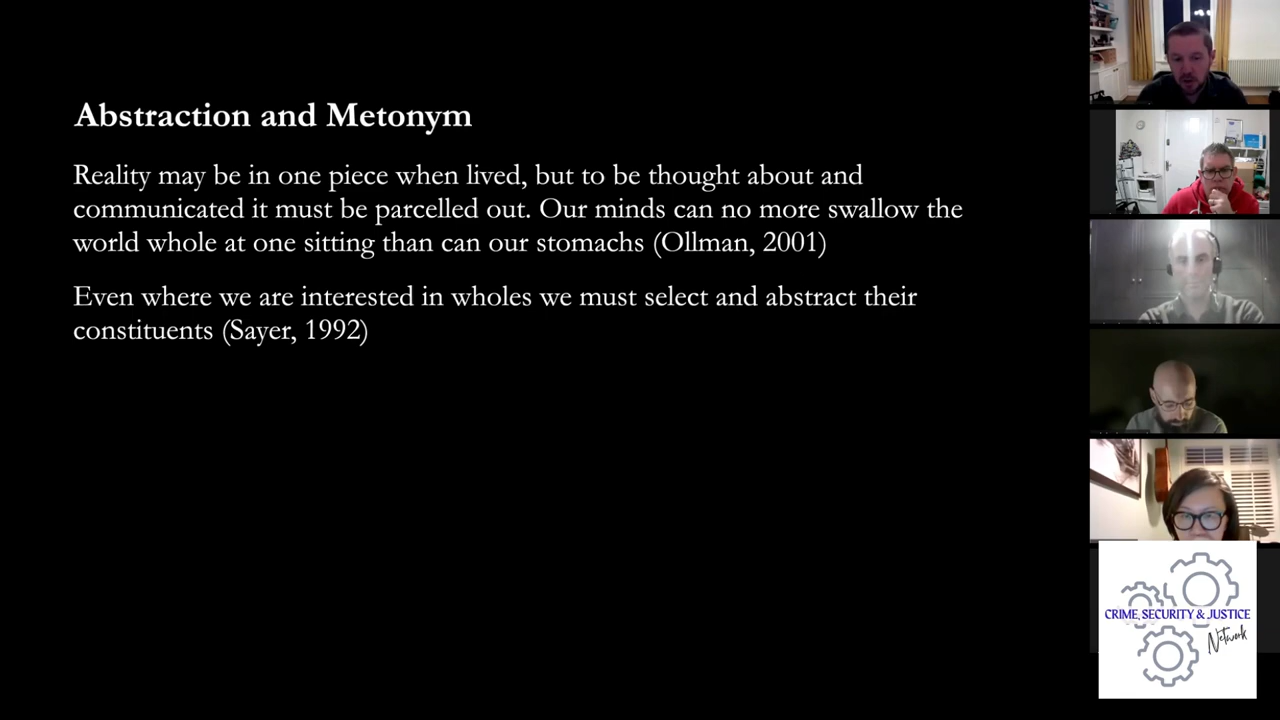 Abstraction and Metonym
Reality may be in one piece when lived, but to be thought about and
communicated it must be parcelled out. Our minds can no more swallow the
world whole at one sitting than can our stomachs (Ollman, 2001)
Even where we are interested in wholes we must select and abstract their
constituents (Sayer, 1992)
CRIME, SECURITY & JUSTICE
Network